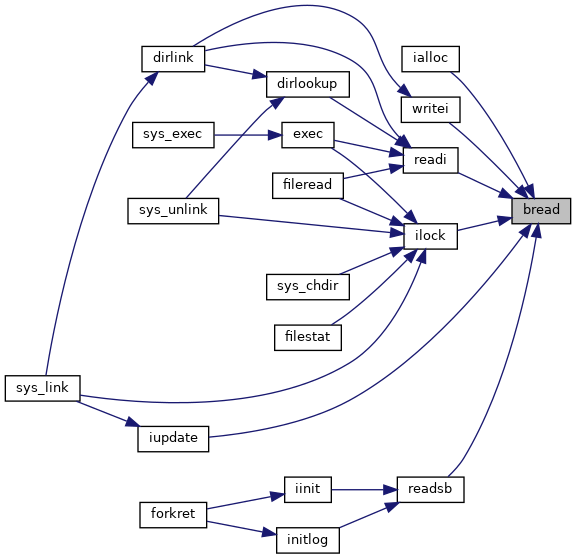 dirlink
ialloc
dirlookup
writei
sys_exec
exec
readi
fileread
sys_unlink
bread
ilock
sys_chdir
filestat
sys_link
iupdate
iinit
readsb
forkret
initlog